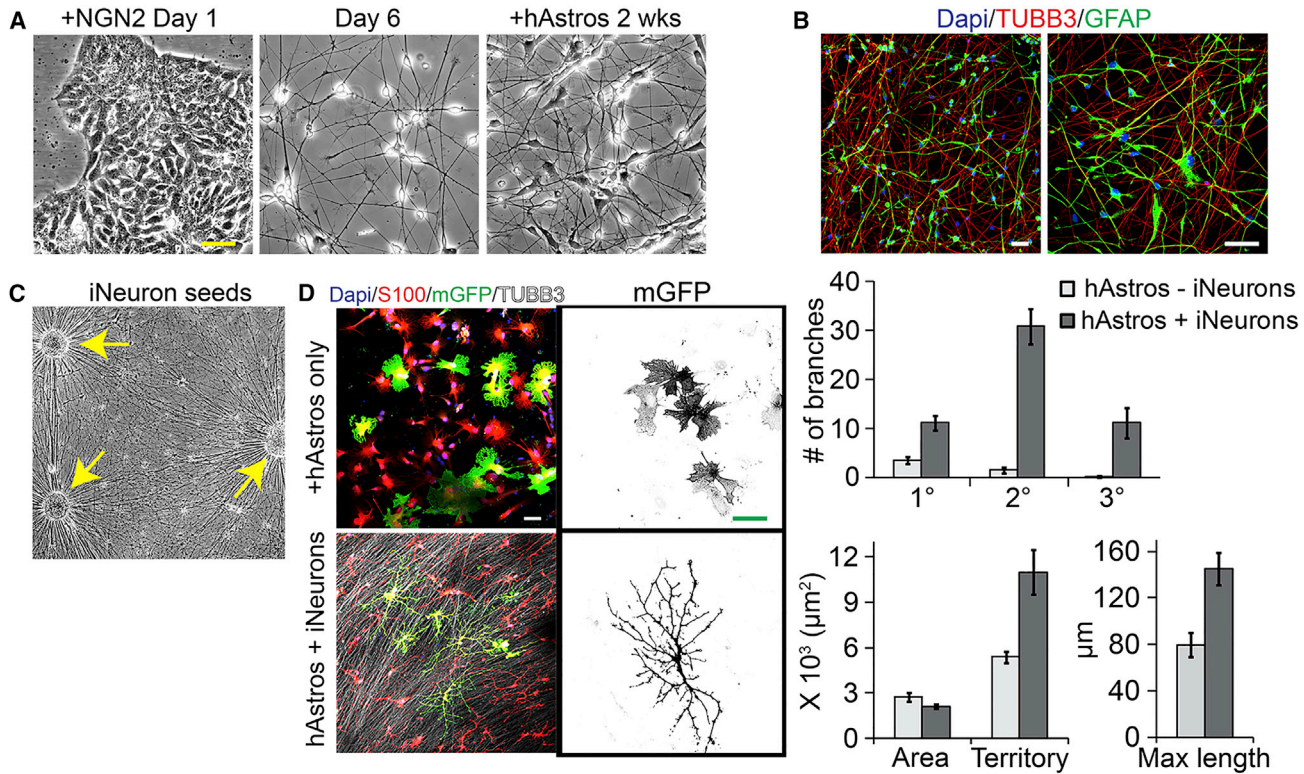 A
+NGN2 Day 1
Day 6
+hAstros 2 wks
B
Dapi/TUBB3/GFAP
C
iNeuron seeds
D
Dapi/S100/mGFP/TUBB3
mGFP
+hAstros only
hAstros + iNeurons
hAstros - iNeurons
hAstros + iNeurons
# of branches
40
30
20
10
0
1° 2° 3°
X 10³ (μm²)
12
9
6
3
0
Area Territory
μm
160
120
80
40
0
Max length